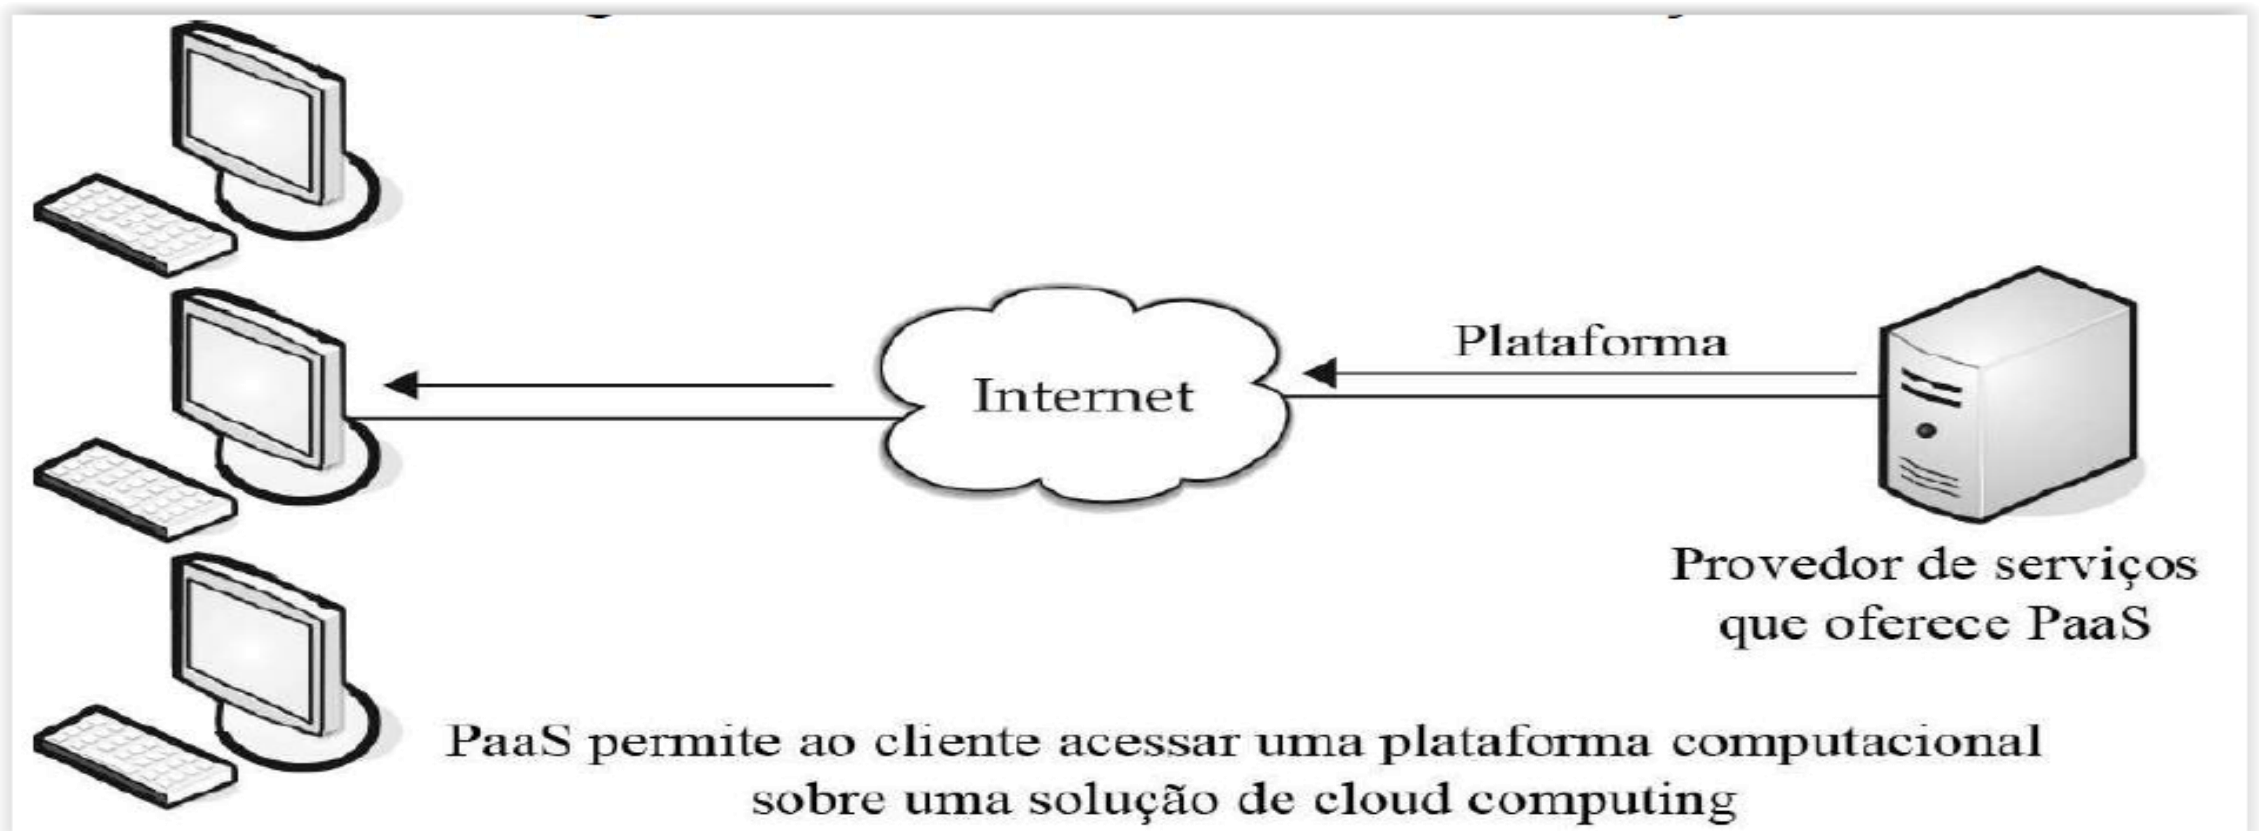 Plataforma
Internet
Provedor de serviços
que oferece PaaS
PaaS permite ao cliente acessar uma plataforma computacional
sobre uma solução de cloud computing